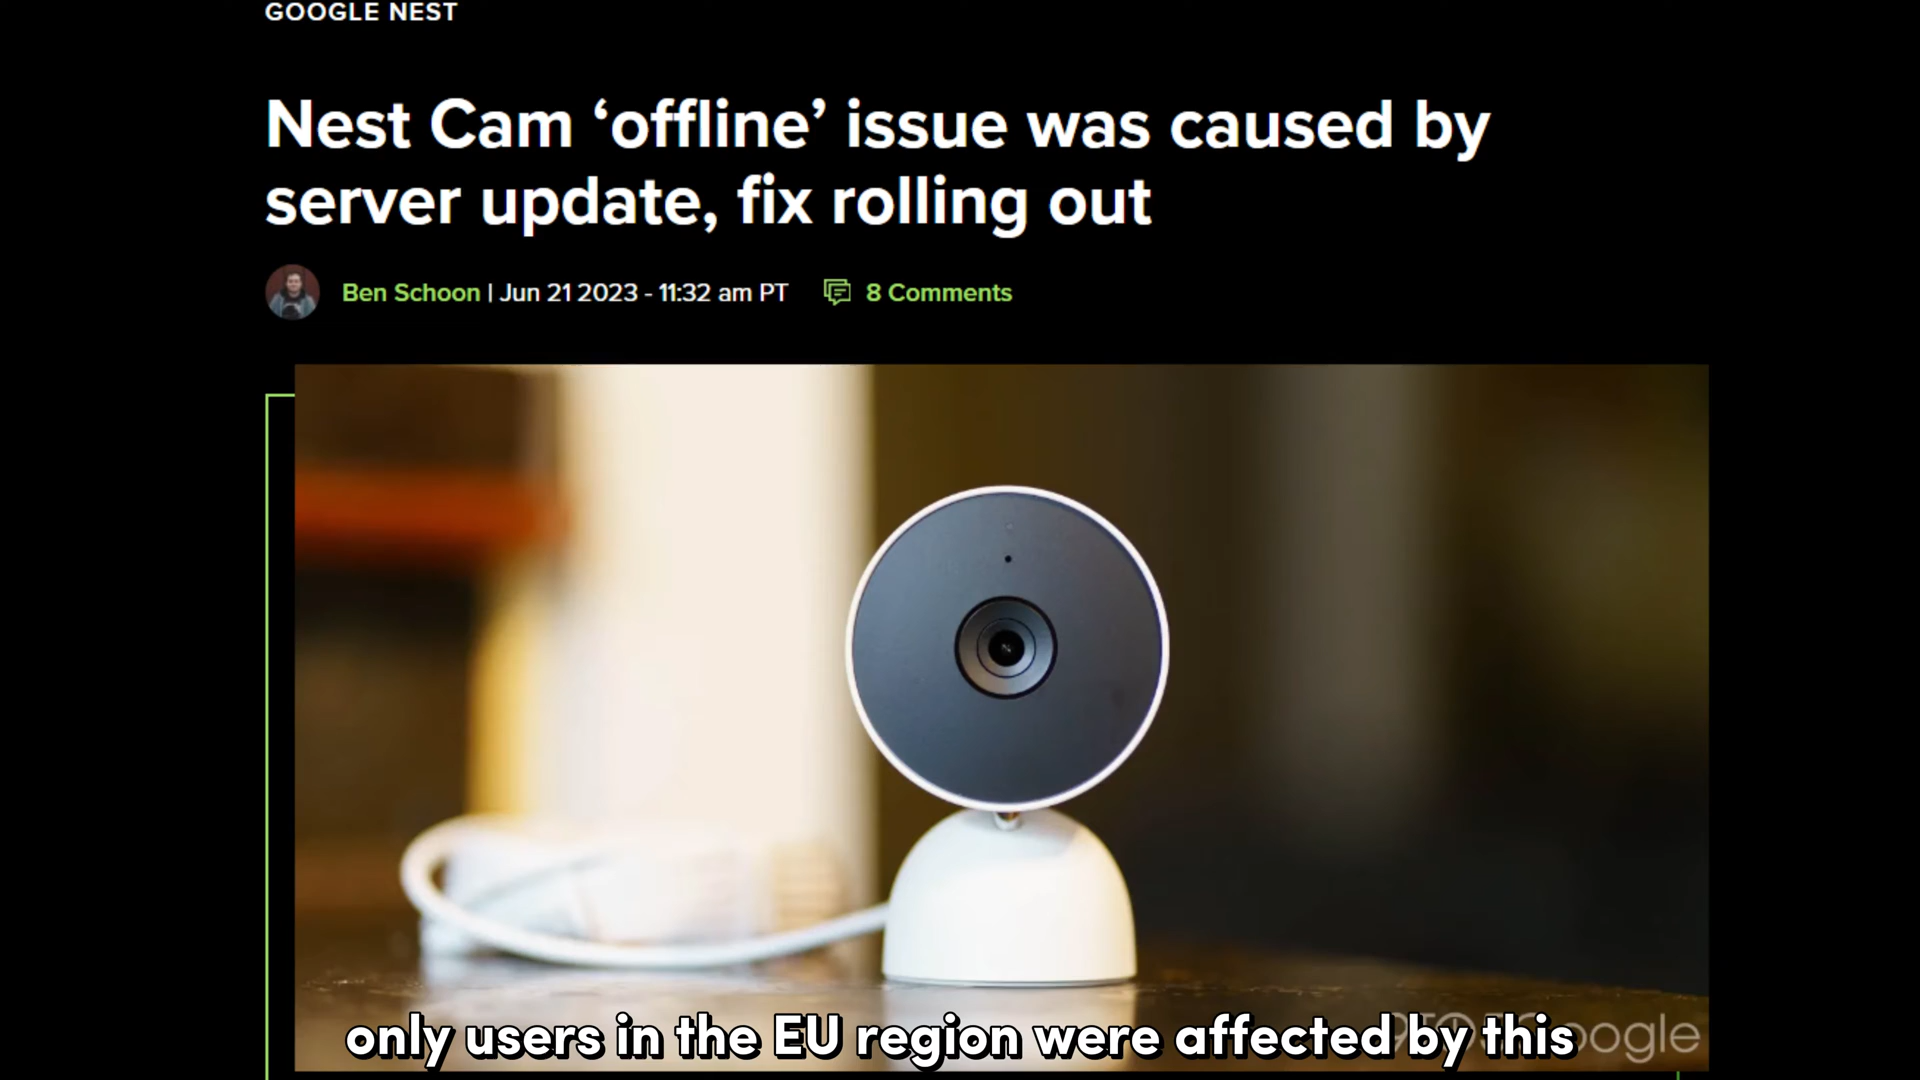 GOOGLE NEST
Nest Cam ‘offline’ issue was caused by
server update, fix rolling out
Ben Schoon | Jun 21 2023 - 11:32 am PT 8 Comments
only users in the EU region were affected by this